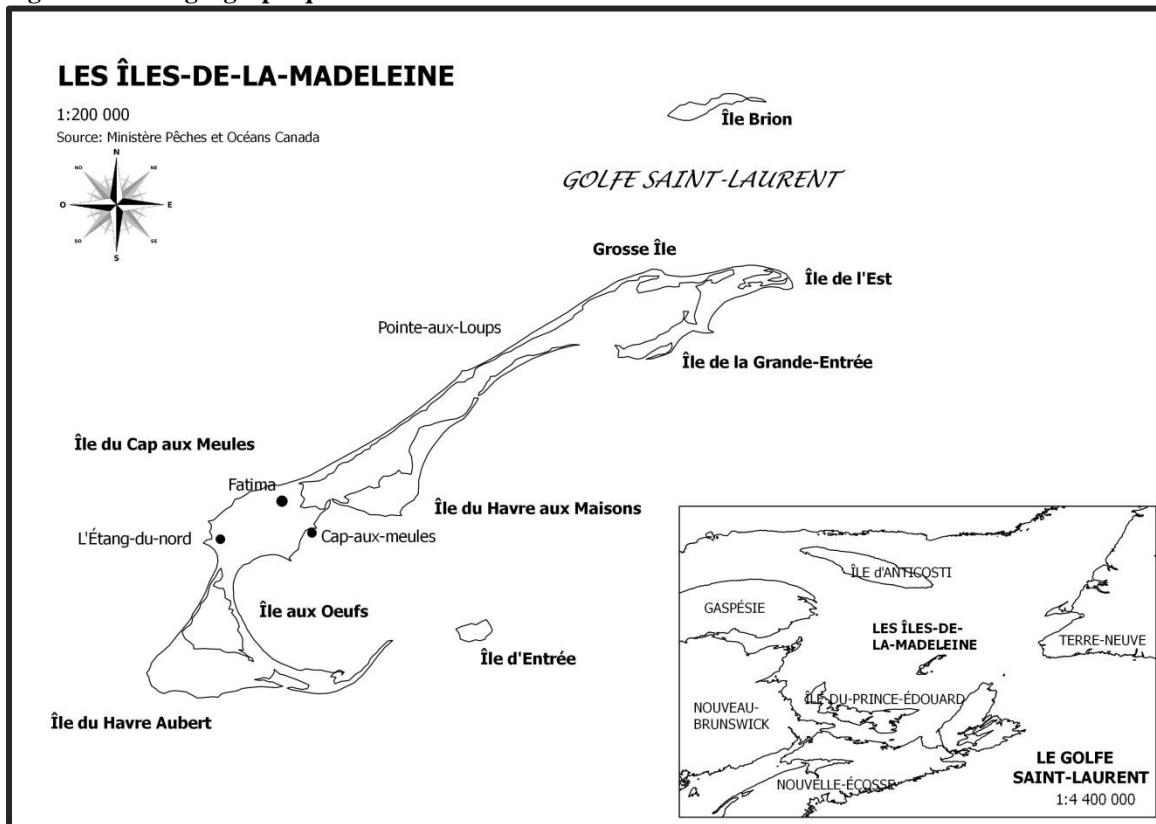 LES ÎLES-DE-LA-MADELEINE
1:200 000
Source: Ministère Pêches et Océans Canada
N
NO
NE
O
E
SO
SE
S
Île Brion
GOLFE SAINT-LAURENT
Grosse Île
Île de l'Est
Pointe-aux-Loups
Île de la Grande-Entrée
Île du Cap aux Meules
Fatima
Île du Havre aux Maisons
L'Étang-du-nord
Cap-aux-meules
Île aux Oeufs
Île d'Entrée
Île du Havre Aubert
ÎLE d'ANTICOSTI
GASPÉSIE
LES ÎLES-DE-
LA-MADELEINE
TERRE-NEUVE
ÎLE-DU-PRINCE-ÉDOUARD
NOUVEAU-
BRUNSWICK
LE GOLFE
SAINT-LAURENT
NOUVELLE-ÉCOSSE
1:4 400 000